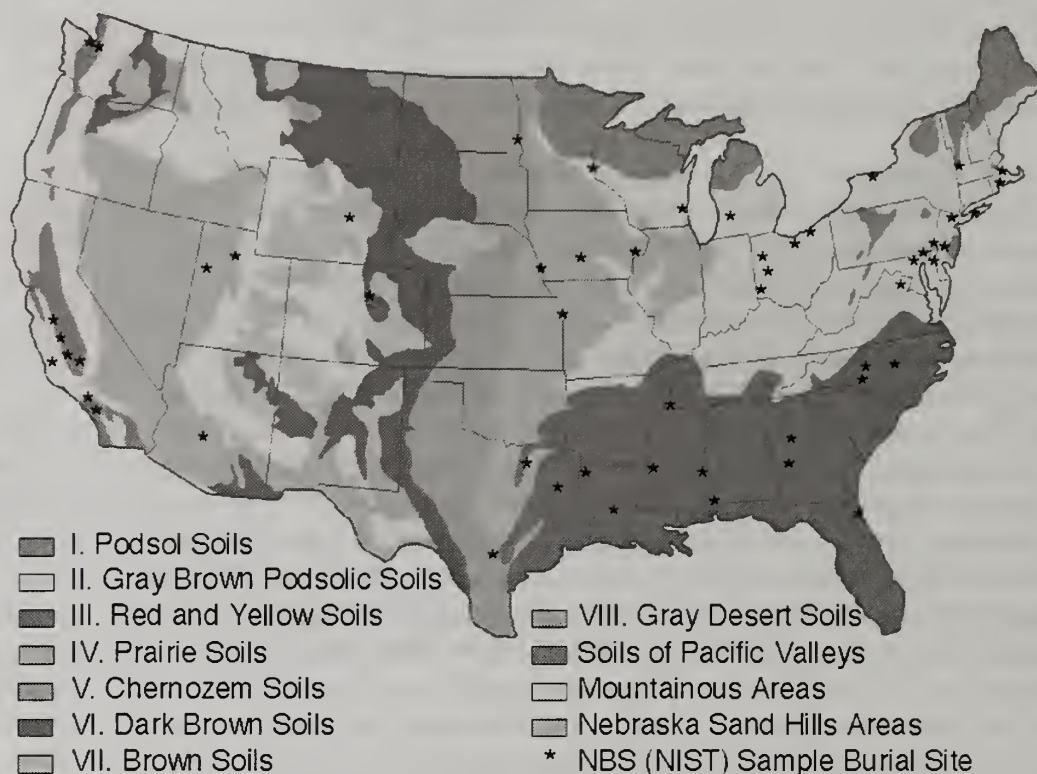 I. Podsol Soils
II. Gray Brown Podsolic Soils
III. Red and Yellow Soils
IV. Prairie Soils
V. Chernozem Soils
VI. Dark Brown Soils
VII. Brown Soils
VIII. Gray Desert Soils
Soils of Pacific Valleys
Mountainous Areas
Nebraska Sand Hills Areas
* NBS (NIST) Sample Burial Site